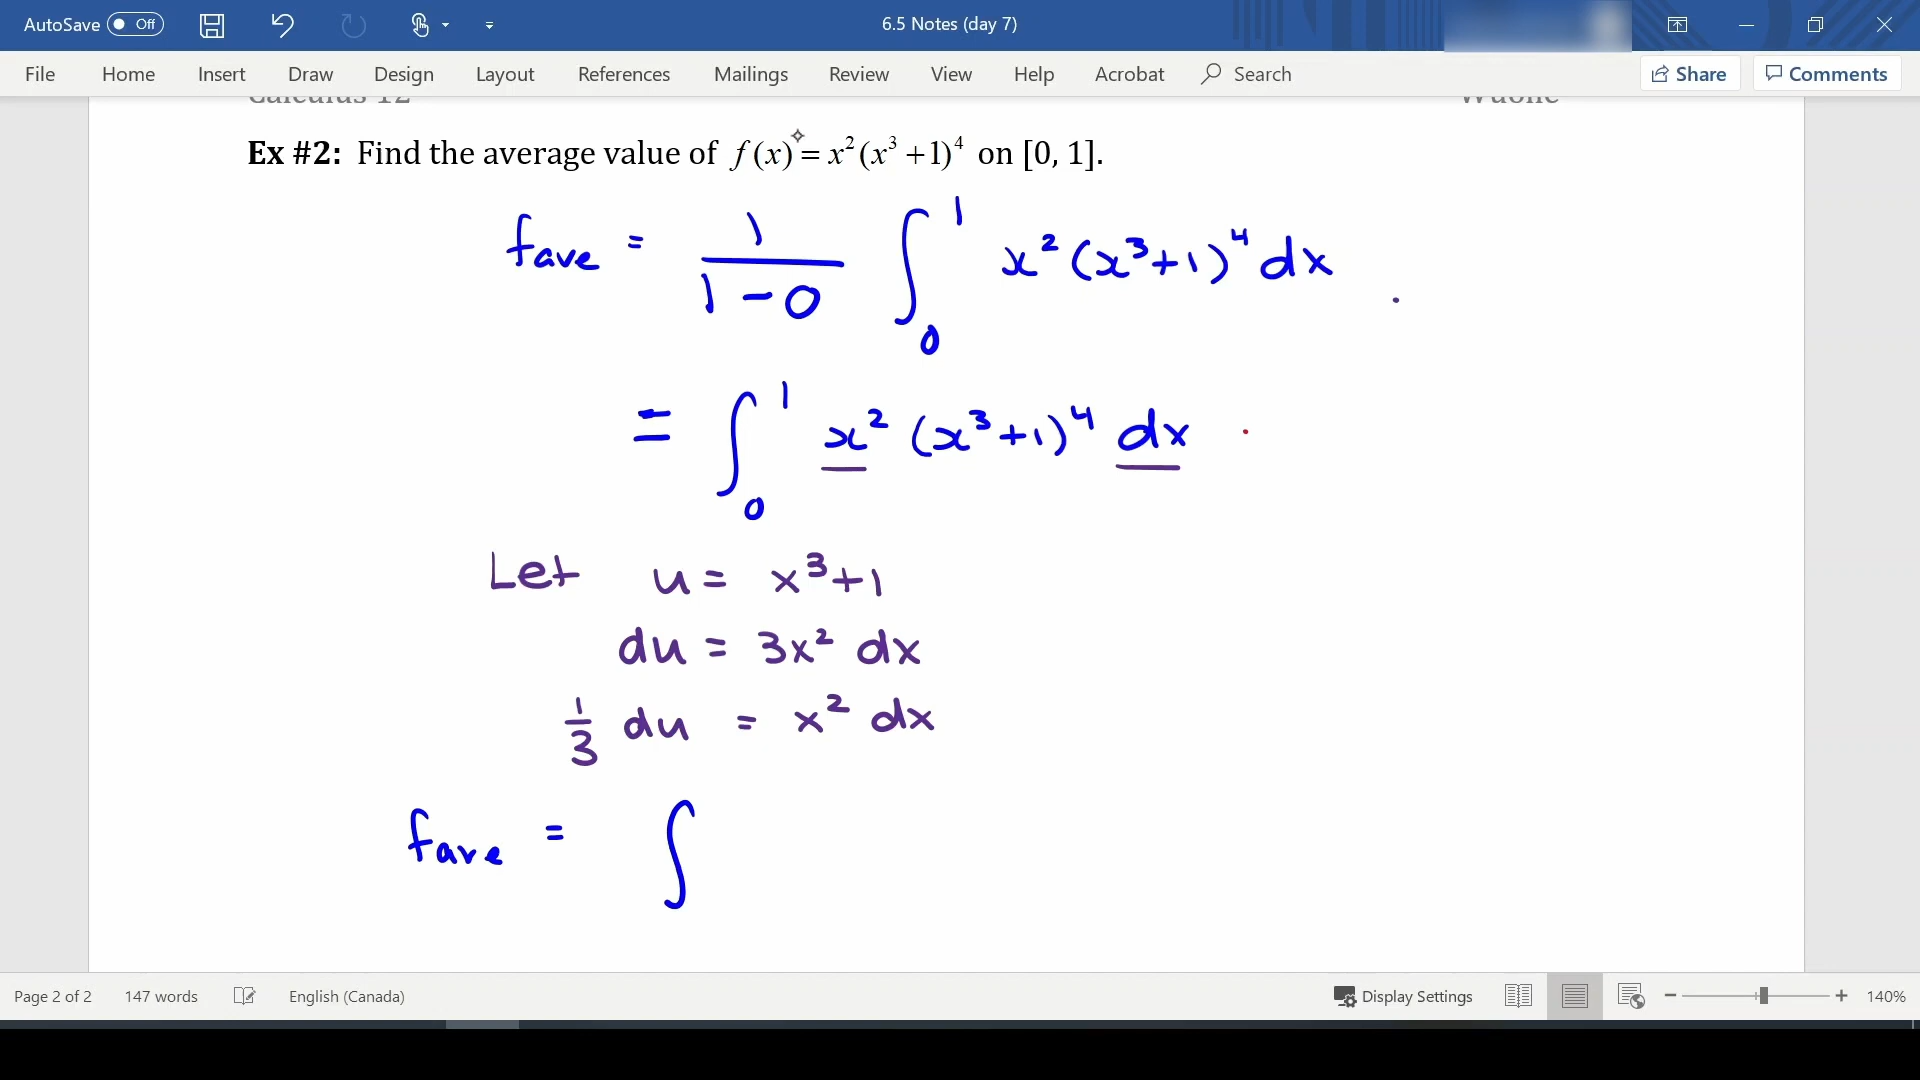 AutoSave Off 6.5 Notes (day 7)
File Home Insert Draw Design Layout References Mailings Review View Help Acrobat Search Share Comments
Calculus 12
Ex #2: Find the average value of f(x) = x²(x³+1)⁴ on [0, 1].
fave = 1/(1-0) ∫₀¹ x²(x³+1)⁴ dx
= ∫₀¹ x² (x³+1)⁴ dx
Let u = x³+1
du = 3x² dx
1/3 du = x² dx
fave = ∫
Page 2 of 2 147 words English (Canada) Display Settings 140%